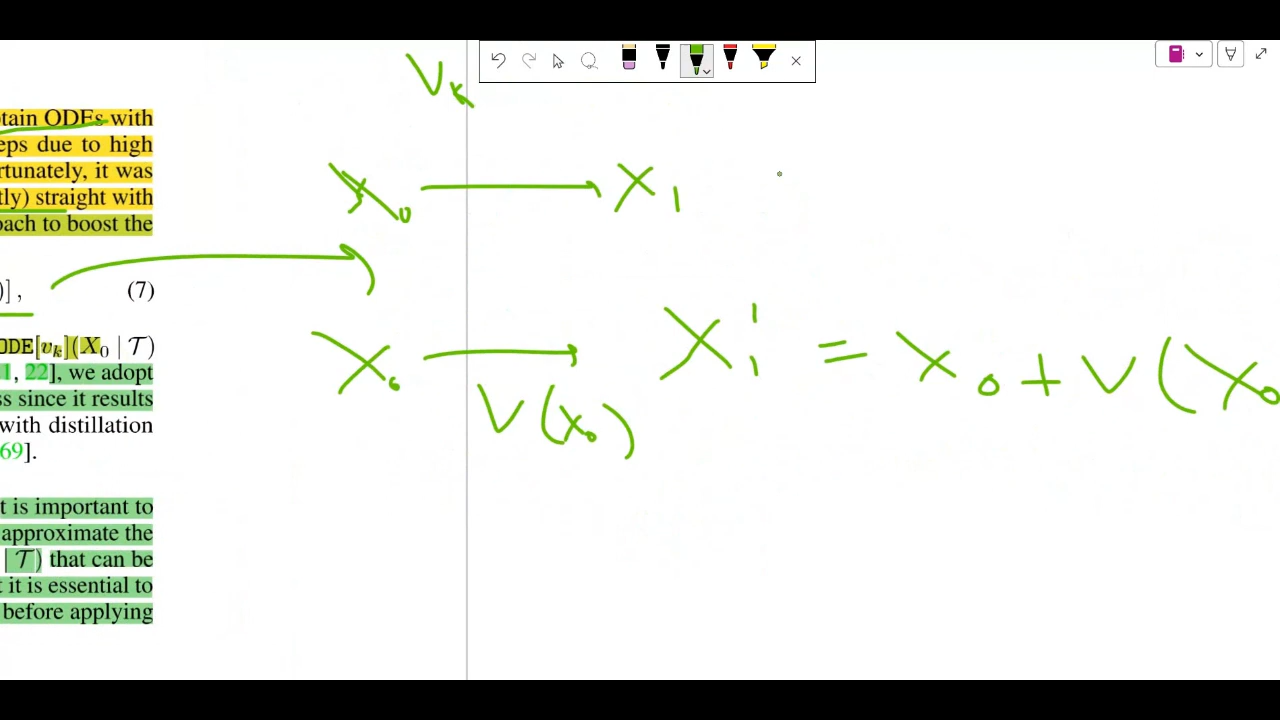 tain ODEs with
eps due to high
rtunately, it was
tly) straight with
oach to boost the
)] , (7)
ODE[v_k](X_0 | T)
1, 22], we adopt
ss since it results
with distillation
69].
t is important to
approximate the
| T) that can be
t it is essential to
before applying
V_k
X_0 → X_1
X_0 → X_1' = X_0 + V(X_0
V(X_0)